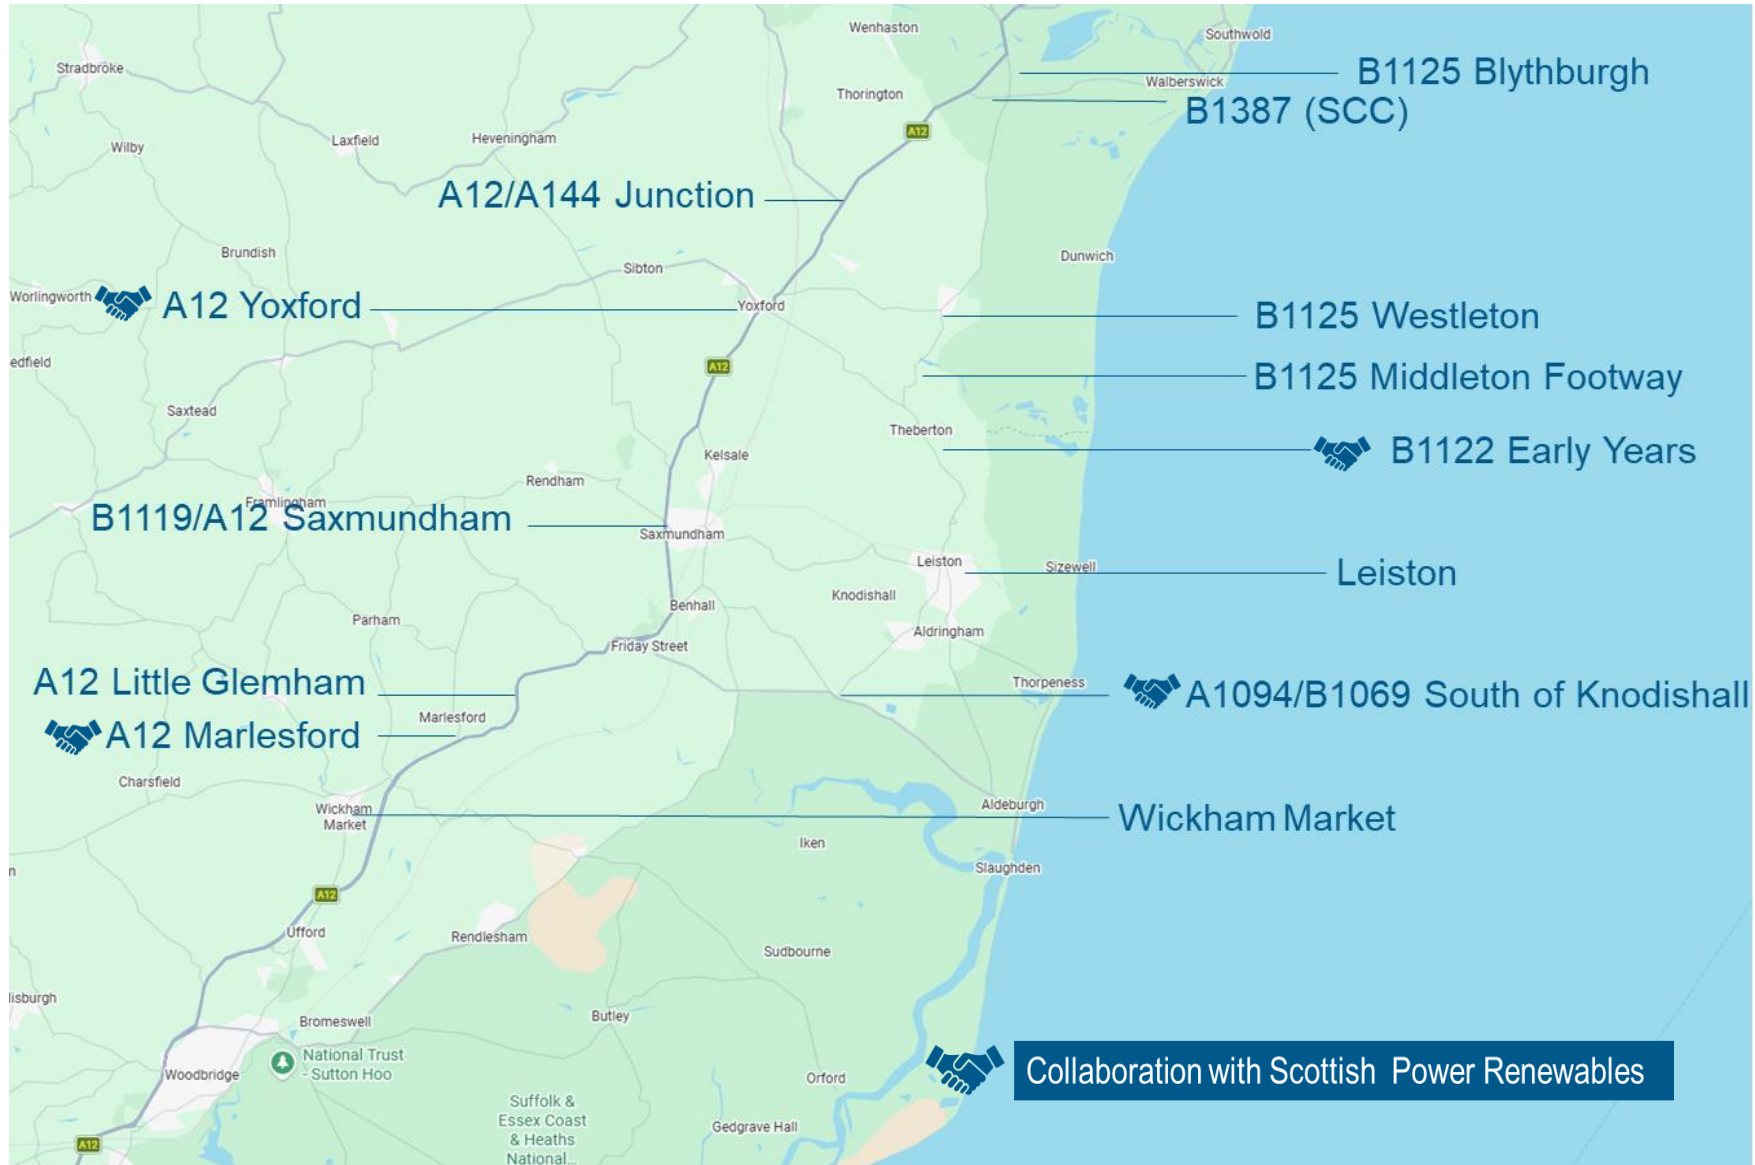 Wenhaston
Southwold
Stradbroke
B1125 Blythburgh
Walberswick
Thorington
B1387 (SCC)
A12
Laxfield
Heveningham
Wilby
A12/A144 Junction
Brundish
Dunwich
Sibton
Worlingworth
A12 Yoxford
Yoxford
B1125 Westleton
edfield
A12
B1125 Middleton Footway
Saxtead
Theberton
Kelsale
B1122 Early Years
Rendham
Framlingham
B1119/A12 Saxmundham
Saxmundham
Leiston
Sizewell
Leiston
Knodishall
Benhall
Parham
Aldringham
Friday Street
A12 Little Glemham
Thorpeness
A1094/B1069 South of Knodishall
Marlesford
A12 Marlesford
Charsfield
Wickham
Market
Aldeburgh
Wickham Market
Iken
Slaughden
n
A12
Ufford
Rendlesham
Sudbourne
lisburgh
Bromeswell
Butley
National Trust
- Sutton Hoo
Woodbridge
Orford
Collaboration with Scottish Power Renewables
Suffolk &
Essex Coast
& Heaths
National...
Gedgrave Hall
A12